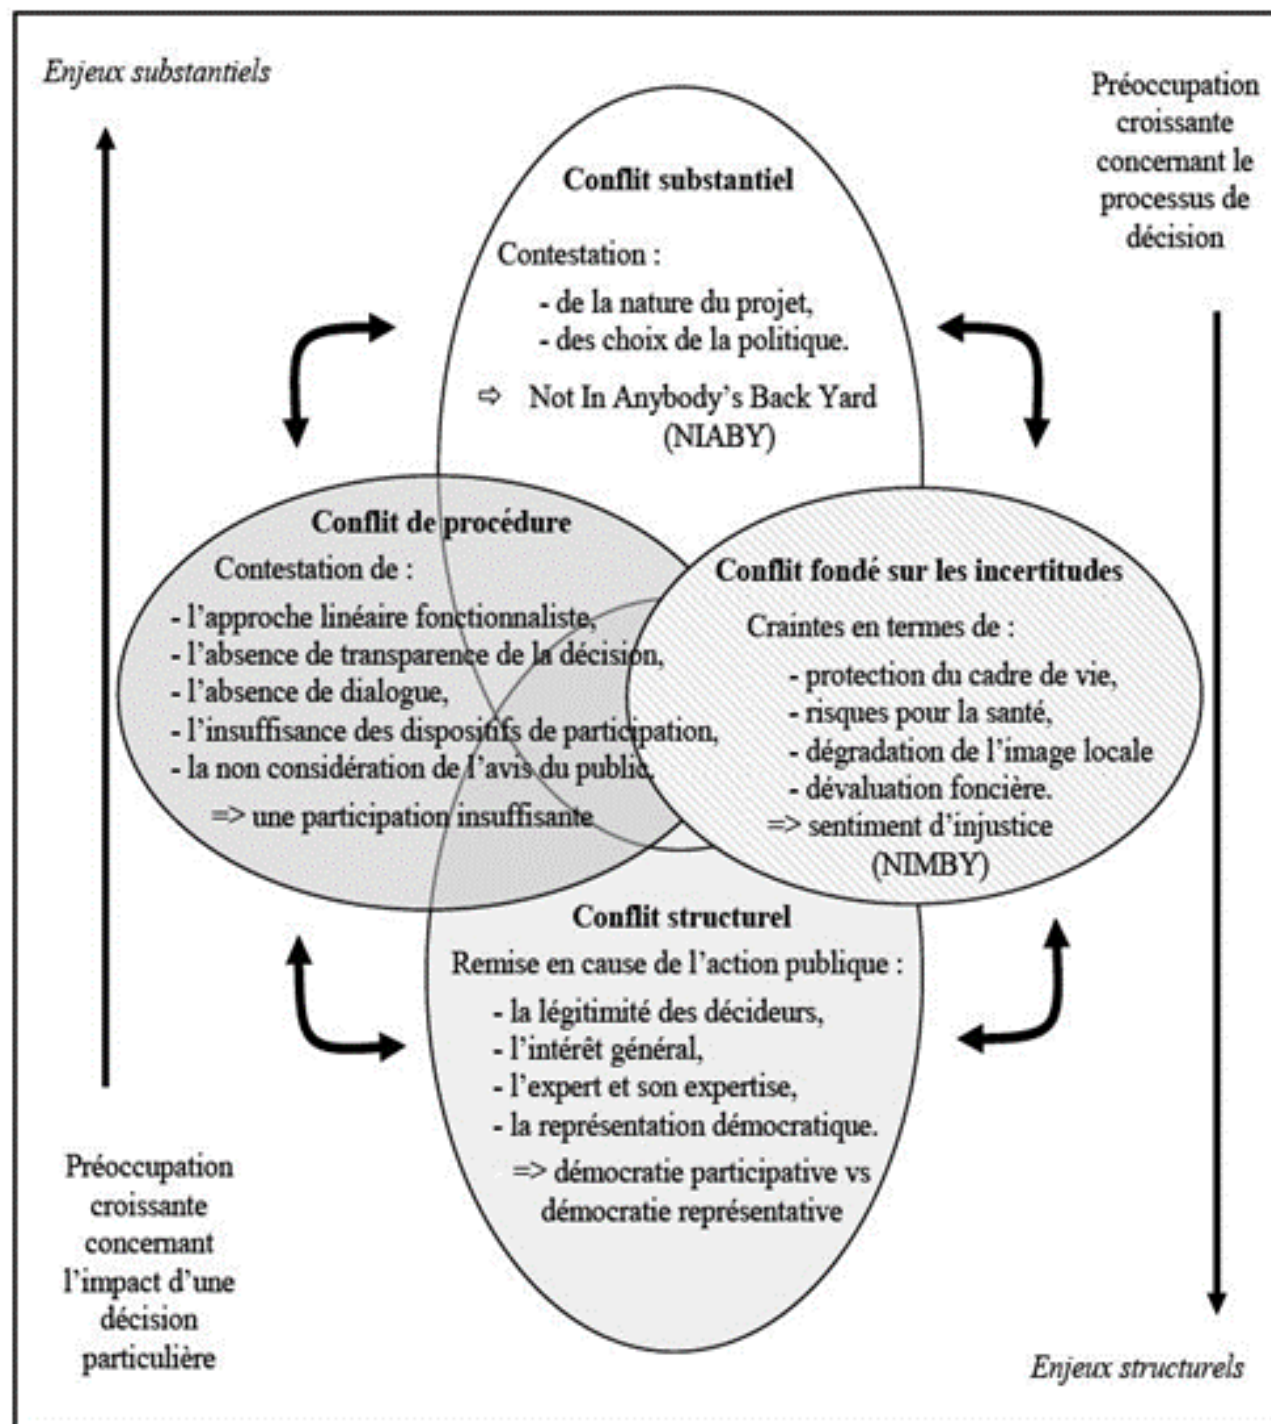 Enjeux substantiels
Préoccupation
croissante
concernant le
processus de
décision
Conflit substantiel
Contestation :
- de la nature du projet,
- des choix de la politique.
⇨ Not In Anybody’s Back Yard
(NIABY)
Conflit de procédure
Contestation de :
- l’approche linéaire fonctionnaliste,
- l’absence de transparence de la décision,
- l’absence de dialogue,
- l’insuffisance des dispositifs de participation,
- la non considération de l’avis du public.
=> une participation insuffisante
Conflit fondé sur les incertitudes
Craintes en termes de :
- protection du cadre de vie,
- risques pour la santé,
- dégradation de l’image locale
- dévaluation foncière.
=> sentiment d’injustice
(NIMBY)
Conflit structurel
Remise en cause de l’action publique :
- la légitimité des décideurs,
- l’intérêt général,
- l’expert et son expertise,
- la représentation démocratique.
=> démocratie participative vs
démocratie représentative
Préoccupation
croissante
concernant
l’impact d’une
décision
particulière
Enjeux structurels